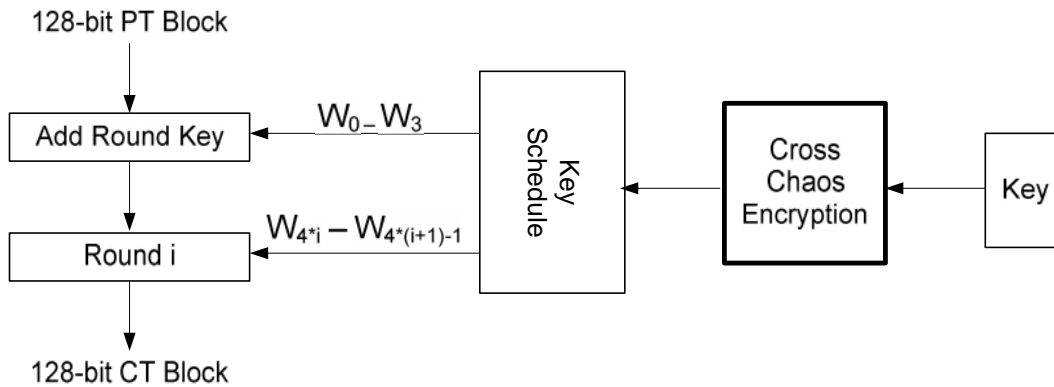 128-bit PT Block
Add Round Key
W0 – W3
Key
Schedule
Cross
Chaos
Encryption
Key
W4*i – W4*(i+1)-1
Round i
128-bit CT Block